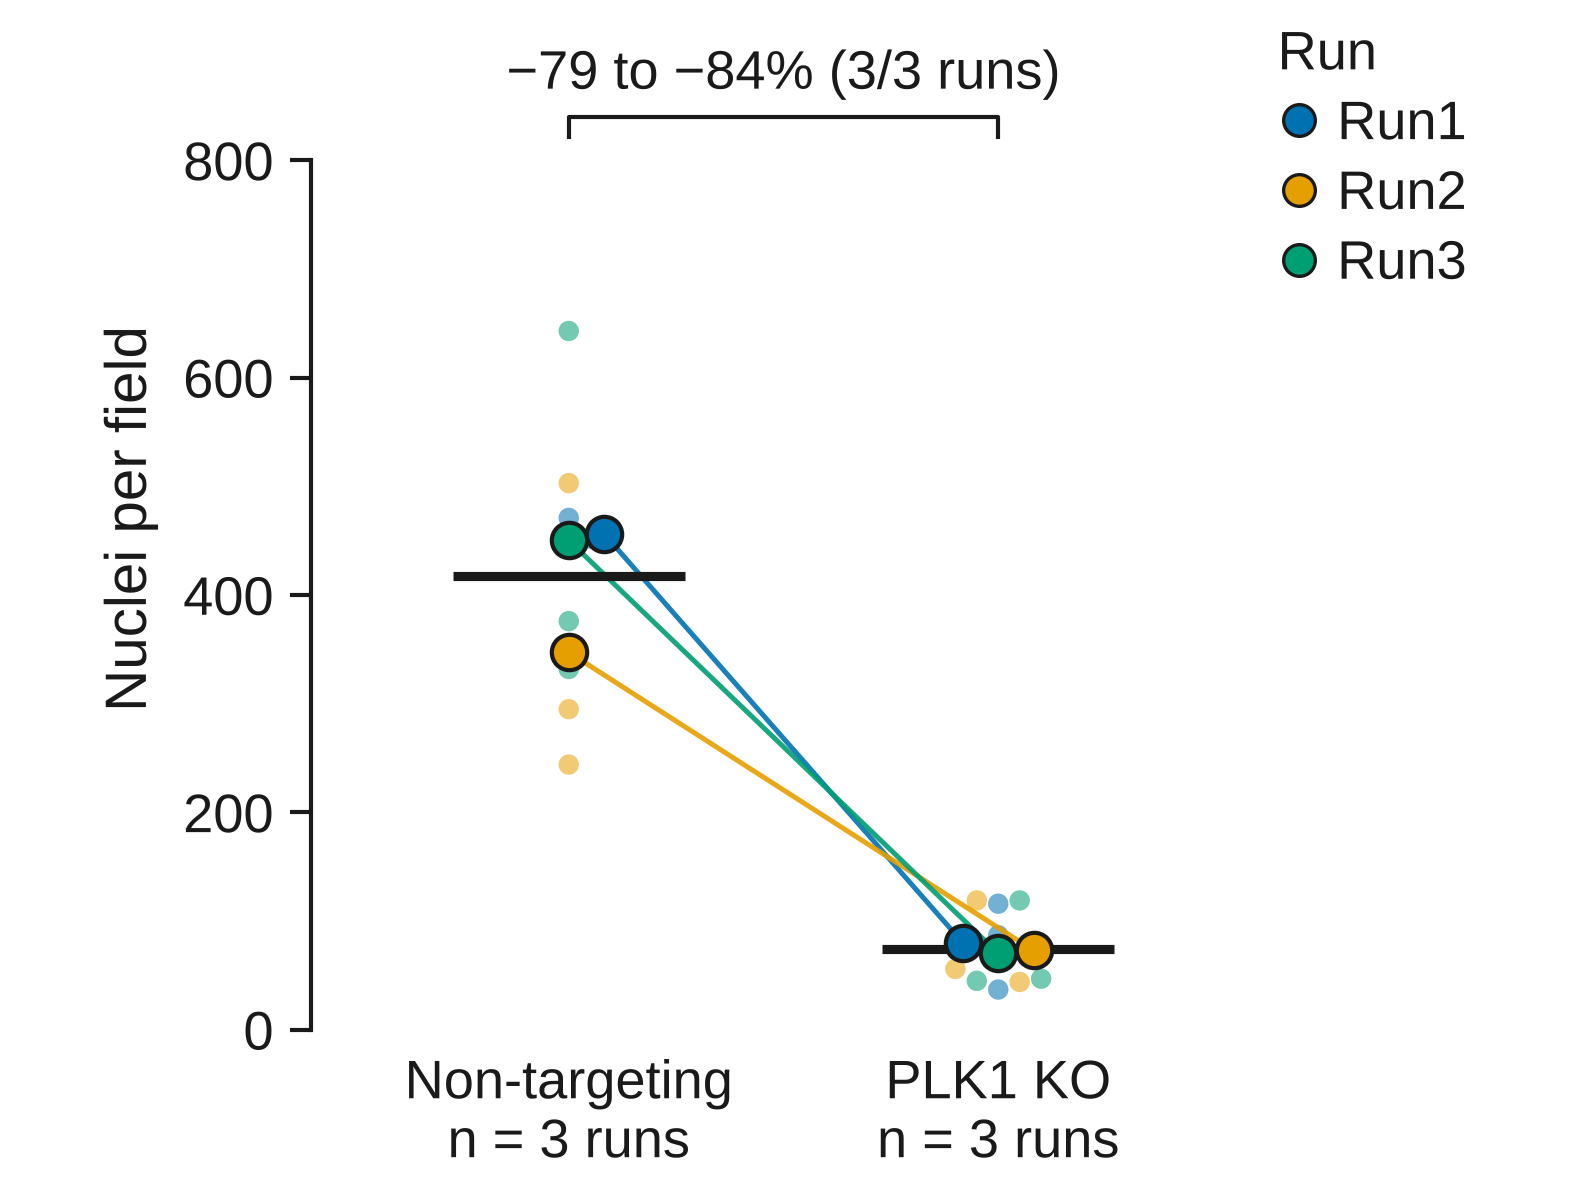 −79 to −84% (3/3 runs)
Run
Run1
Run2
Run3
Nuclei per field
800
600
400
200
0
Non-targeting
n = 3 runs
PLK1 KO
n = 3 runs